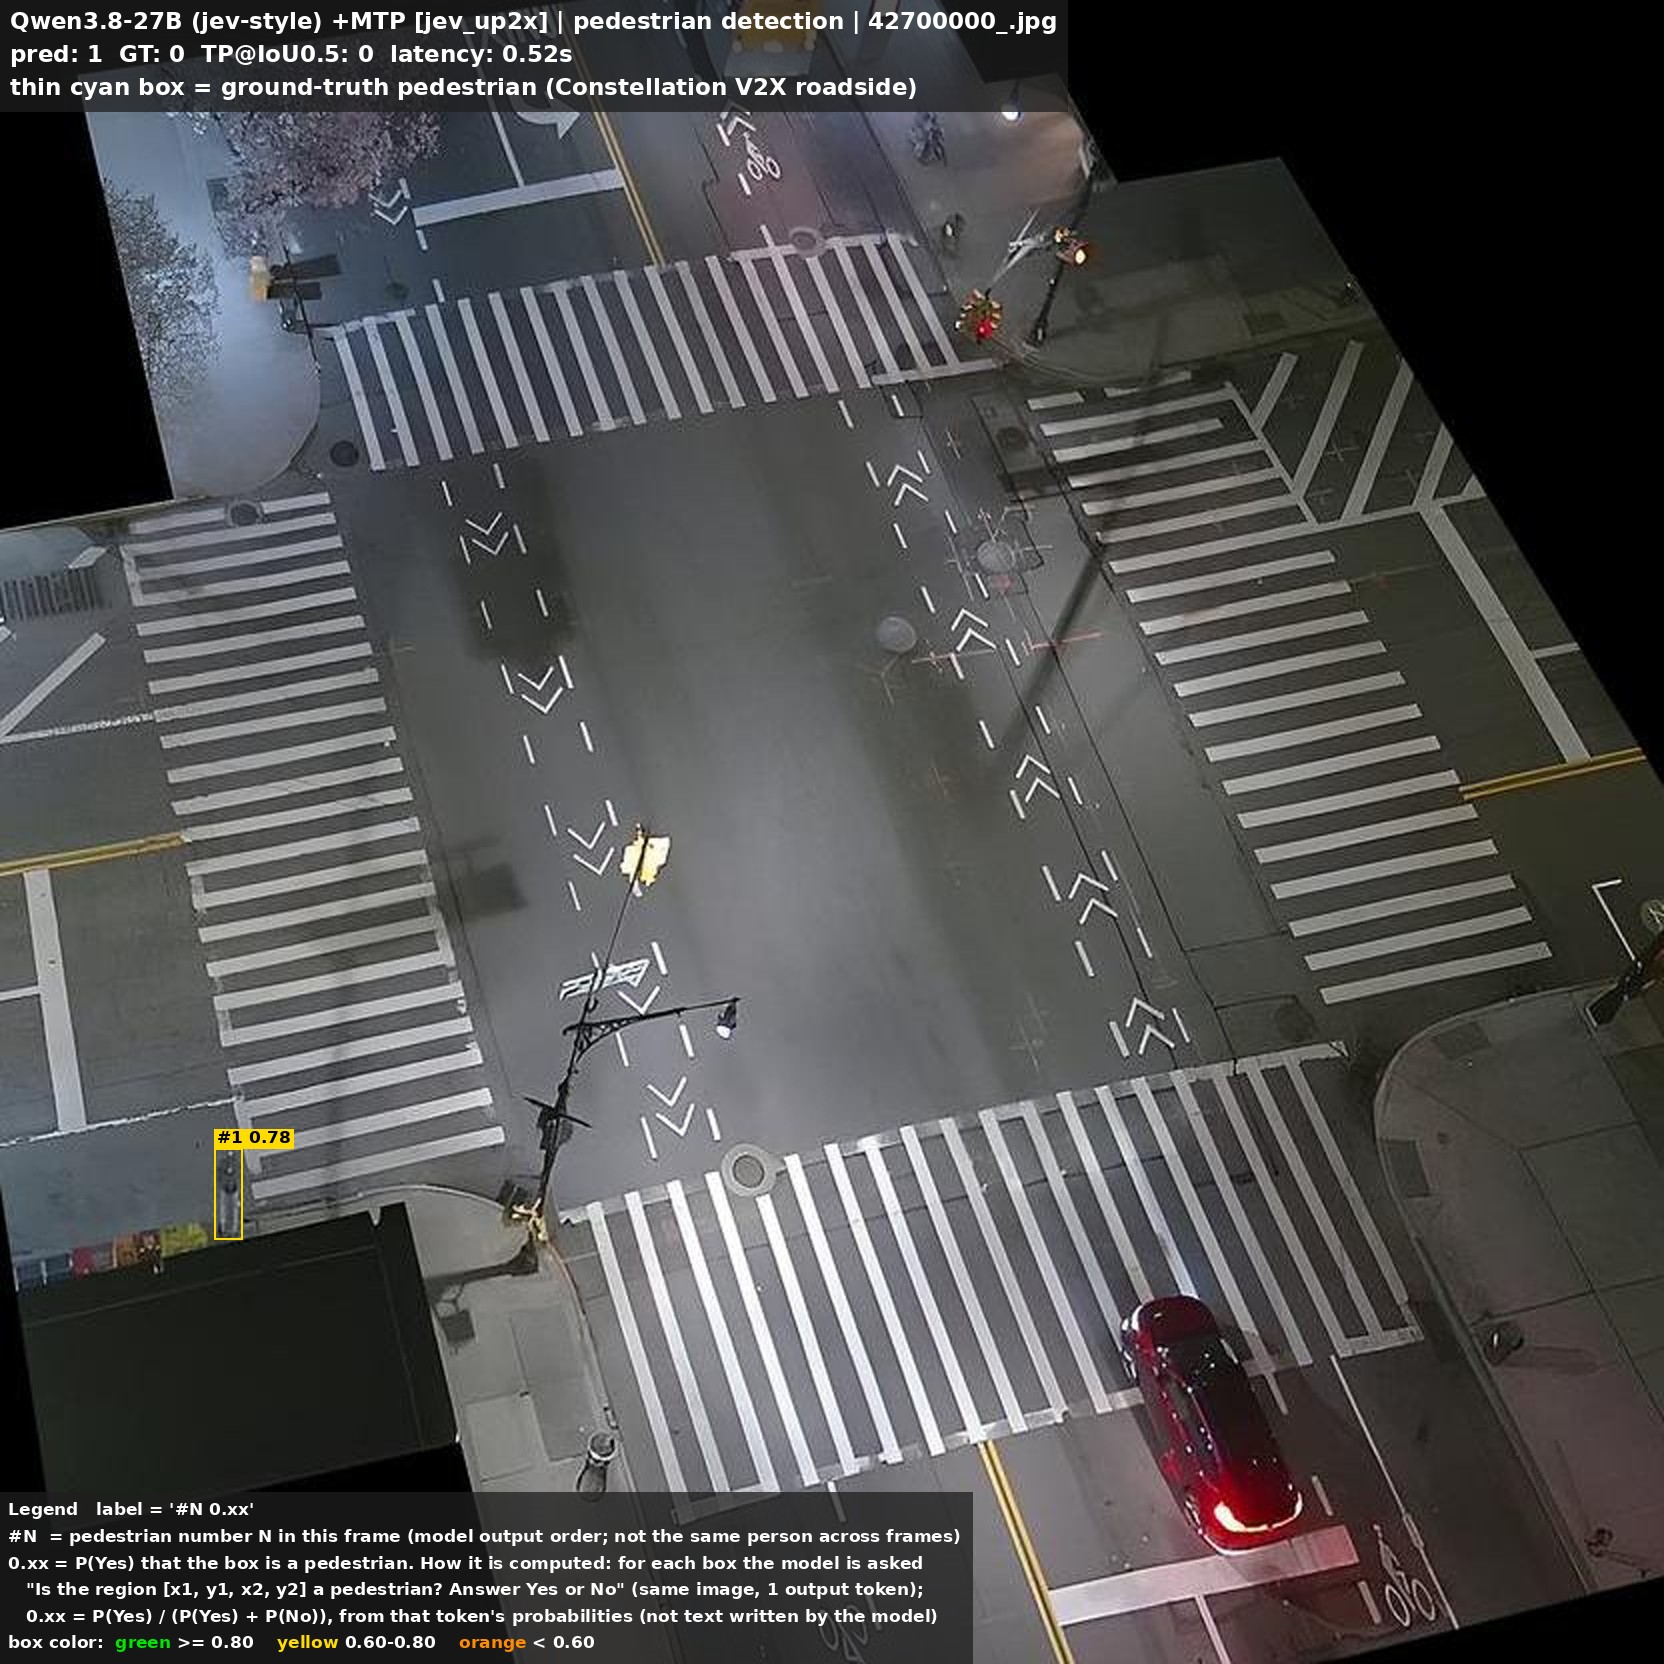 Qwen3.8-27B (jev-style) +MTP [jev_up2x] | pedestrian detection | 42700000_.jpg
pred: 1  GT: 0  TP@IoU0.5: 0  latency: 0.52s
thin cyan box = ground-truth pedestrian (Constellation V2X roadside)
#1 0.78
Legend   label = '#N 0.xx'
#N  = pedestrian number N in this frame (model output order; not the same person across frames)
0.xx = P(Yes) that the box is a pedestrian. How it is computed: for each box the model is asked
"Is the region [x1, y1, x2, y2] a pedestrian? Answer Yes or No" (same image, 1 output token);
0.xx = P(Yes) / (P(Yes) + P(No)), from that token's probabilities (not text written by the model)
box color:  green >= 0.80    yellow 0.60-0.80    orange < 0.60